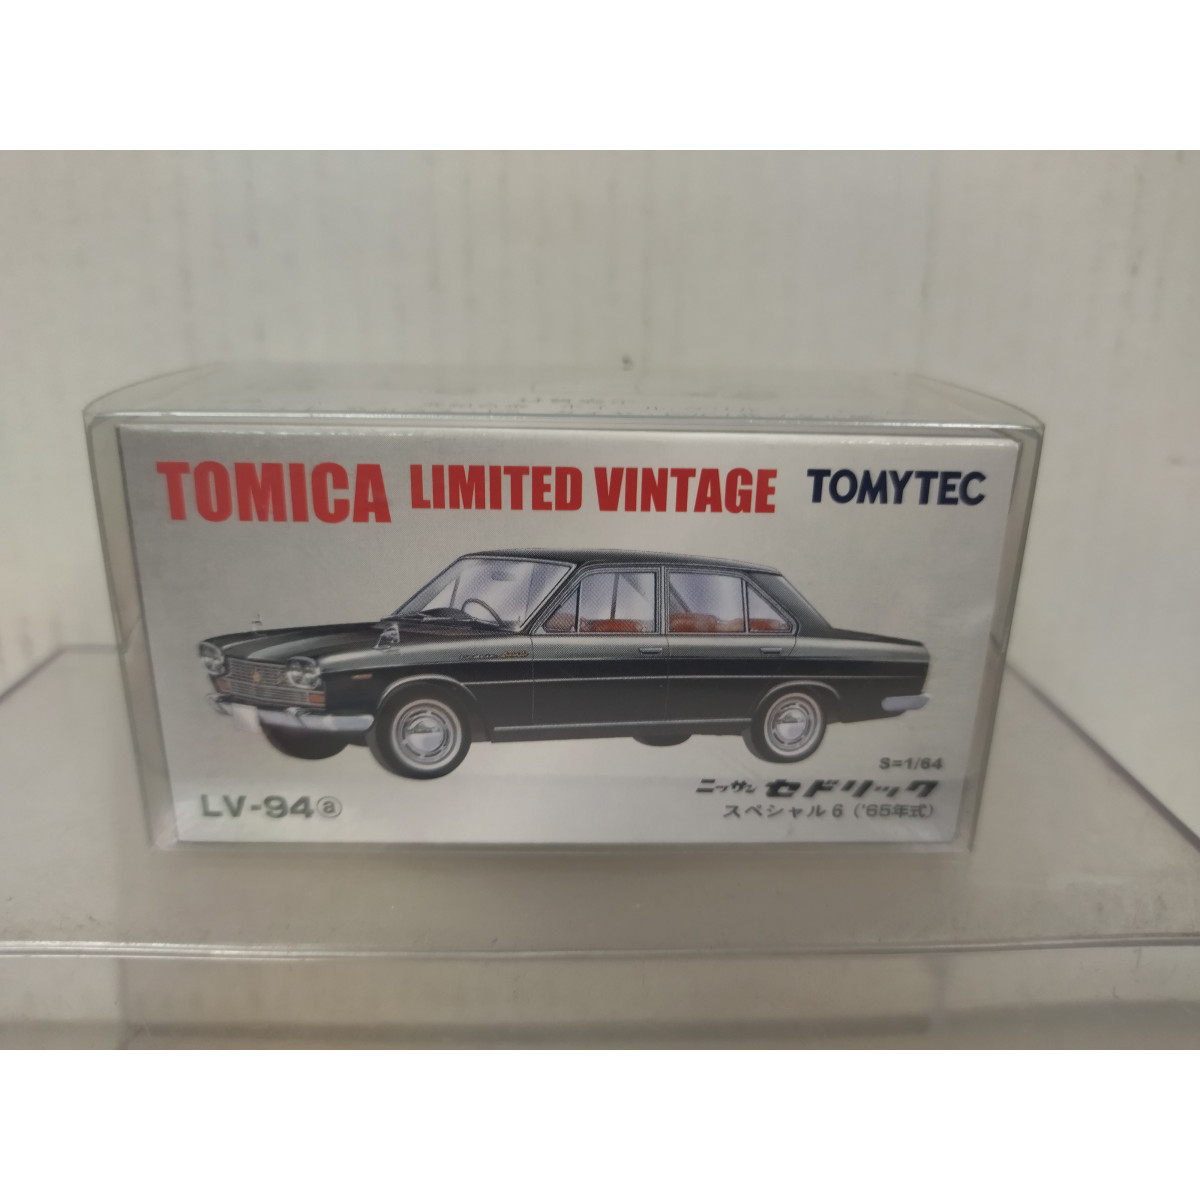 TOMICA LIMITED VINTAGE TOMYTEC
S=1/64
LV-94ⓐ
ニッサン セドリック
スペシャル6 ('65年式)